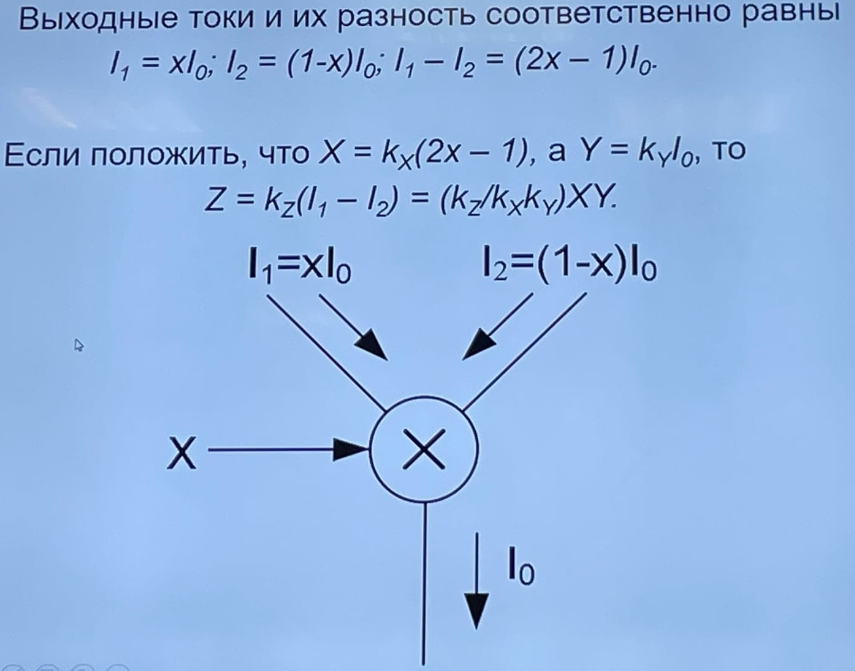 Выходные токи и их разность соответственно равны
I₁ = xI₀; I₂ = (1-x)I₀; I₁ – I₂ = (2x – 1)I₀.
Если положить, что X = kₓ(2x – 1), а Y = kYI₀, то
Z = kZ(I₁ – I₂) = (kZ/kXkY)XY.
I₁=xI₀ I₂=(1-x)I₀
X
I₀